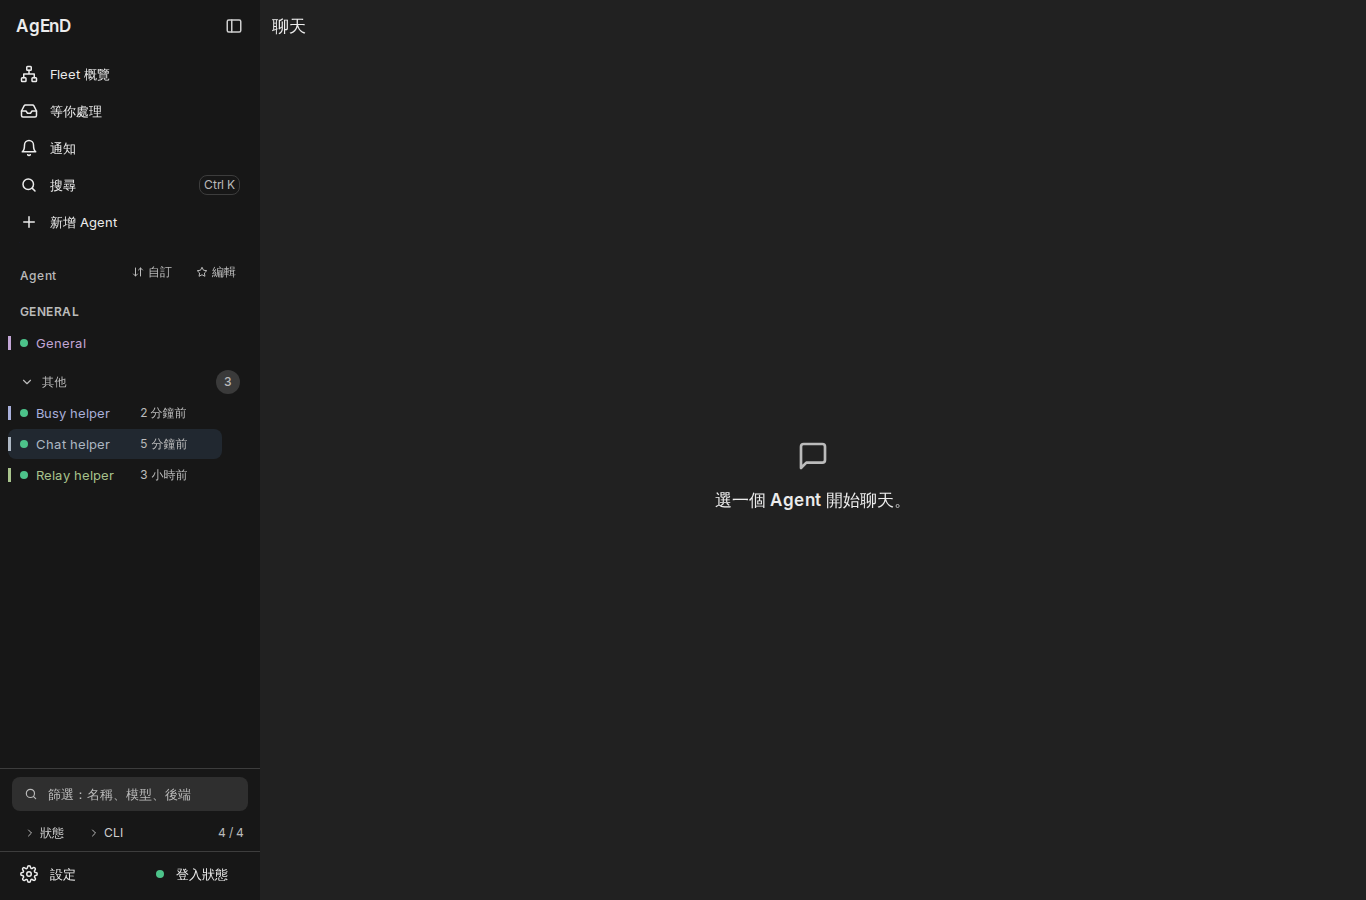 AgEnD
Fleet 概覽
等你處理
通知
搜尋 Ctrl K
新增 Agent
Agent 自訂 編輯
GENERAL
General
其他 3
Busy helper 2 分鐘前
Chat helper 5 分鐘前
Relay helper 3 小時前
篩選：名稱、模型、後端
狀態 CLI 4 / 4
設定 登入狀態
聊天
選一個 Agent 開始聊天。